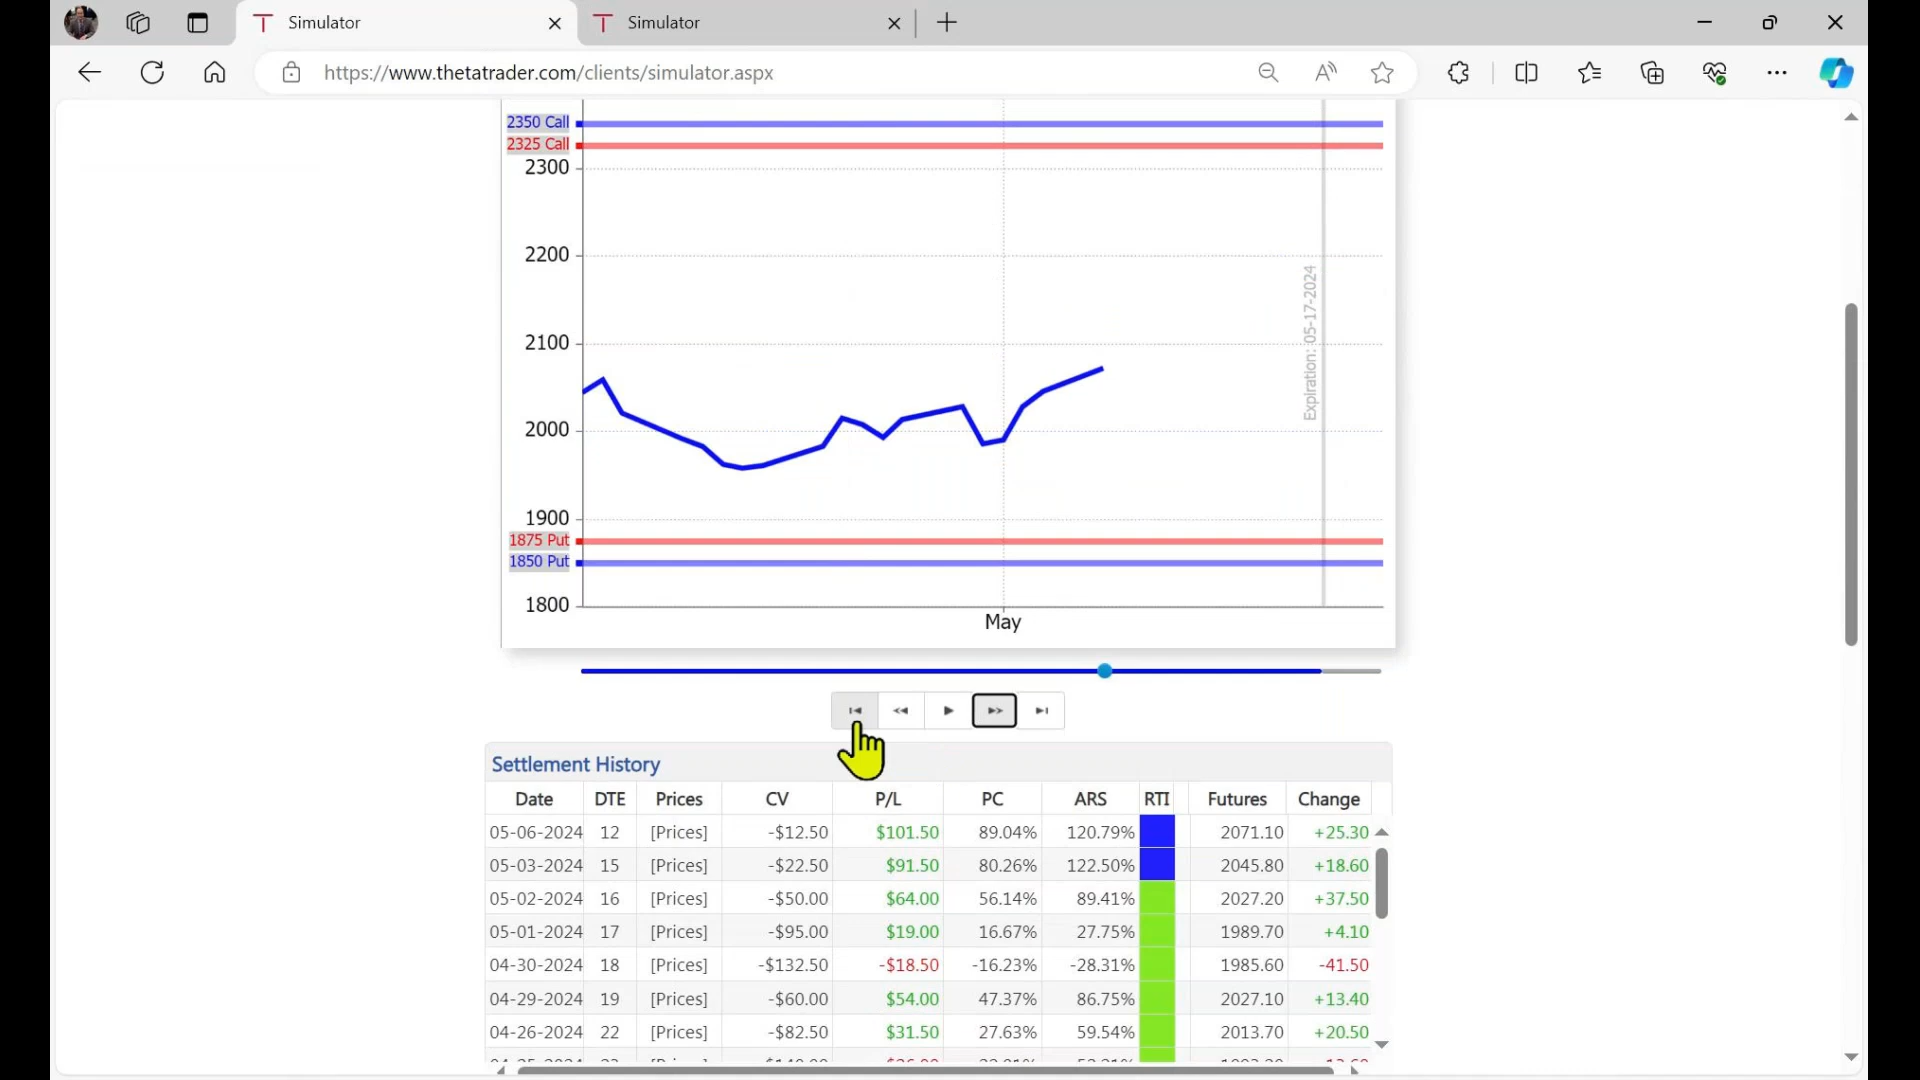 Simulator
Simulator
https://www.thetatrader.com/clients/simulator.aspx
2350 Call
2325 Call
2300
2200
2100
2000
1900
1875 Put
1850 Put
1800
Expiration: 05-17-2024
May
Settlement History
Date DTE Prices CV P/L PC ARS RTI Futures Change
05-06-2024 12 [Prices] -$12.50 $101.50 89.04% 120.79% 2071.10 +25.30
05-03-2024 15 [Prices] -$22.50 $91.50 80.26% 122.50% 2045.80 +18.60
05-02-2024 16 [Prices] -$50.00 $64.00 56.14% 89.41% 2027.20 +37.50
05-01-2024 17 [Prices] -$95.00 $19.00 16.67% 27.75% 1989.70 +4.10
04-30-2024 18 [Prices] -$132.50 -$18.50 -16.23% -28.31% 1985.60 -41.50
04-29-2024 19 [Prices] -$60.00 $54.00 47.37% 86.75% 2027.10 +13.40
04-26-2024 22 [Prices] -$82.50 $31.50 27.63% 59.54% 2013.70 +20.50